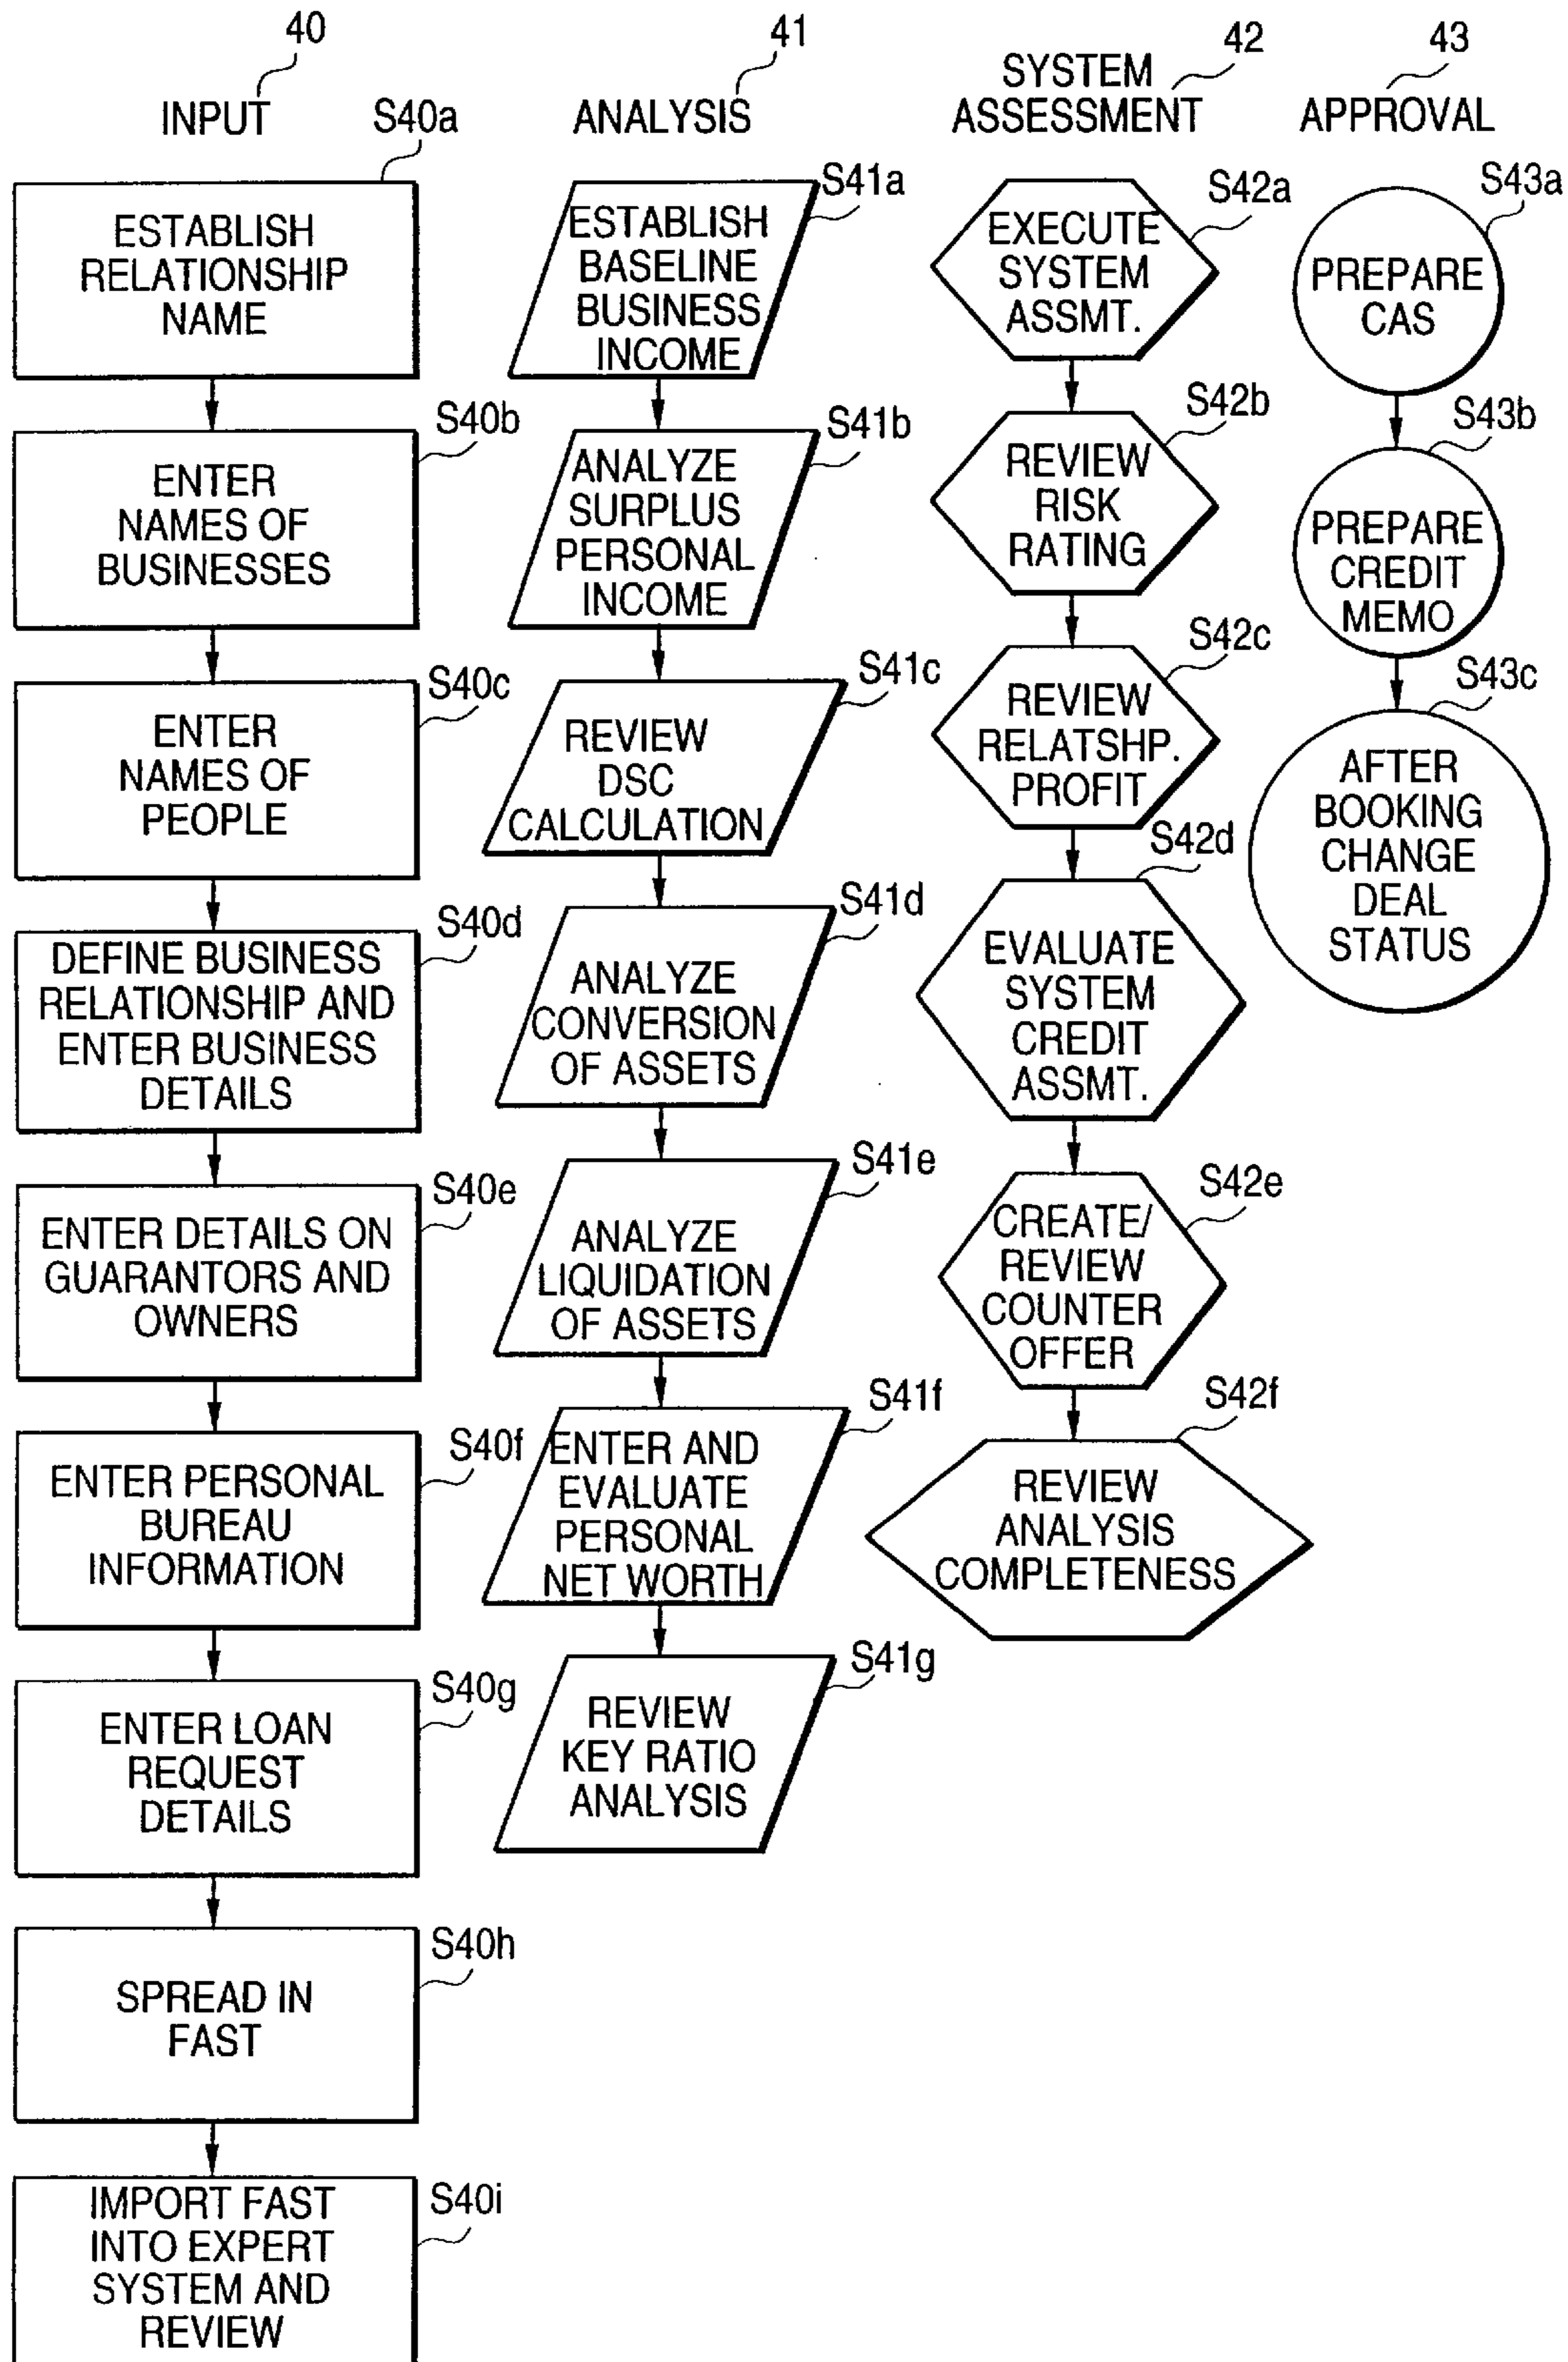 40
INPUT
S40a
ESTABLISH
RELATIONSHIP
NAME
S40b
ENTER
NAMES OF
BUSINESSES
S40c
ENTER
NAMES OF
PEOPLE
S40d
DEFINE BUSINESS
RELATIONSHIP AND
ENTER BUSINESS
DETAILS
S40e
ENTER DETAILS ON
GUARANTORS AND
OWNERS
S40f
ENTER PERSONAL
BUREAU
INFORMATION
S40g
ENTER LOAN
REQUEST
DETAILS
S40h
SPREAD IN
FAST
S40i
IMPORT FAST
INTO EXPERT
SYSTEM AND
REVIEW
41
ANALYSIS
S41a
ESTABLISH
BASELINE
BUSINESS
INCOME
S41b
ANALYZE
SURPLUS
PERSONAL
INCOME
S41c
REVIEW
DSC
CALCULATION
S41d
ANALYZE
CONVERSION
OF ASSETS
S41e
ANALYZE
LIQUIDATION
OF ASSETS
S41f
ENTER AND
EVALUATE
PERSONAL
NET WORTH
S41g
REVIEW
KEY RATIO
ANALYSIS
42
SYSTEM
ASSESSMENT
S42a
EXECUTE
SYSTEM
ASSMT.
S42b
REVIEW
RISK
RATING
S42c
REVIEW
RELATSHP.
PROFIT
S42d
EVALUATE
SYSTEM
CREDIT
ASSMT.
S42e
CREATE/
REVIEW
COUNTER
OFFER
S42f
REVIEW
ANALYSIS
COMPLETENESS
43
APPROVAL
S43a
PREPARE
CAS
S43b
PREPARE
CREDIT
MEMO
S43c
AFTER
BOOKING
CHANGE
DEAL
STATUS